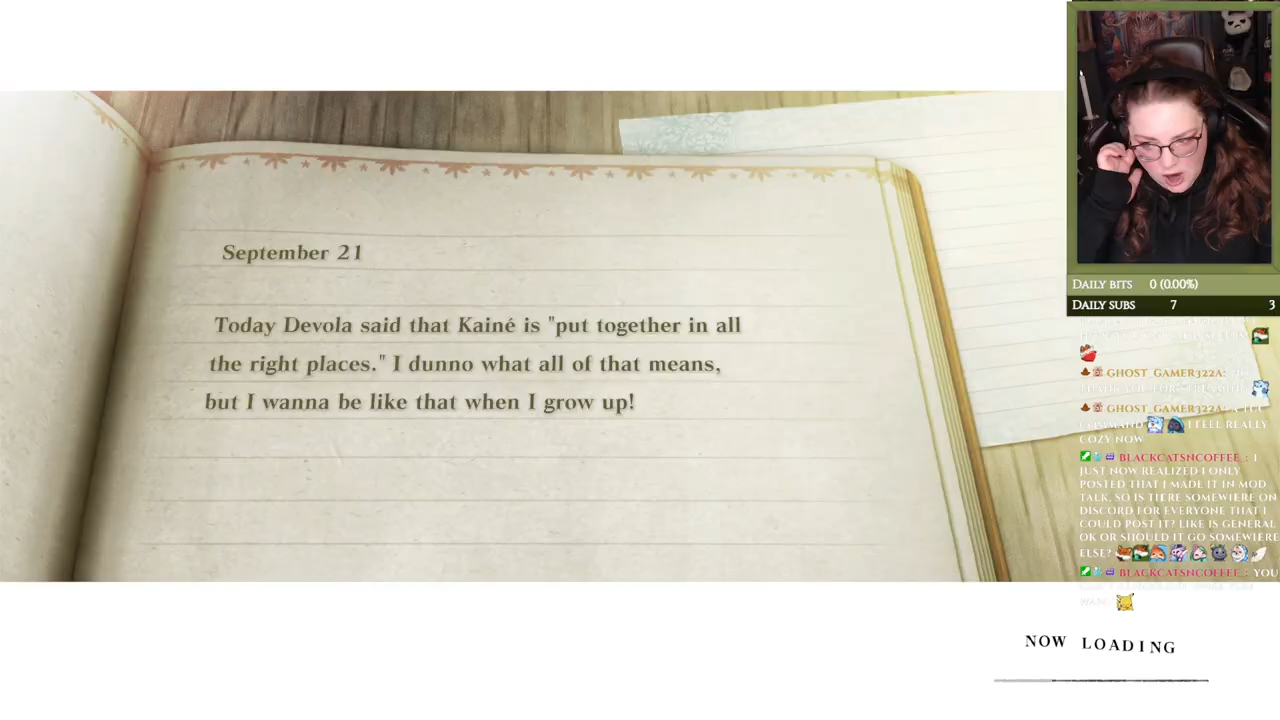 September 21
Today Devola said that Kainé is "put together in all
the right places." I dunno what all of that means,
but I wanna be like that when I grow up!
NOW LOADING
DAILY BITS 0 (0.00%)
DAILY SUBS 7 3
GHOST_GAMER322A:
GHOST_GAMER322A:
I FEEL REALLY
COZY NOW
BLACKCATSNCOFFEE : I
JUST NOW REALIZED I ONLY
POSTED THAT I MADE IT IN MOD
TALK, SO IS THERE SOMEWHERE ON
DISCORD FOR EVERYONE THAT I
COULD POST IT? LIKE IS GENERAL
OK OR SHOULD IT GO SOMEWHERE
ELSE?
BLACKCATSNCOFFEE : YOU